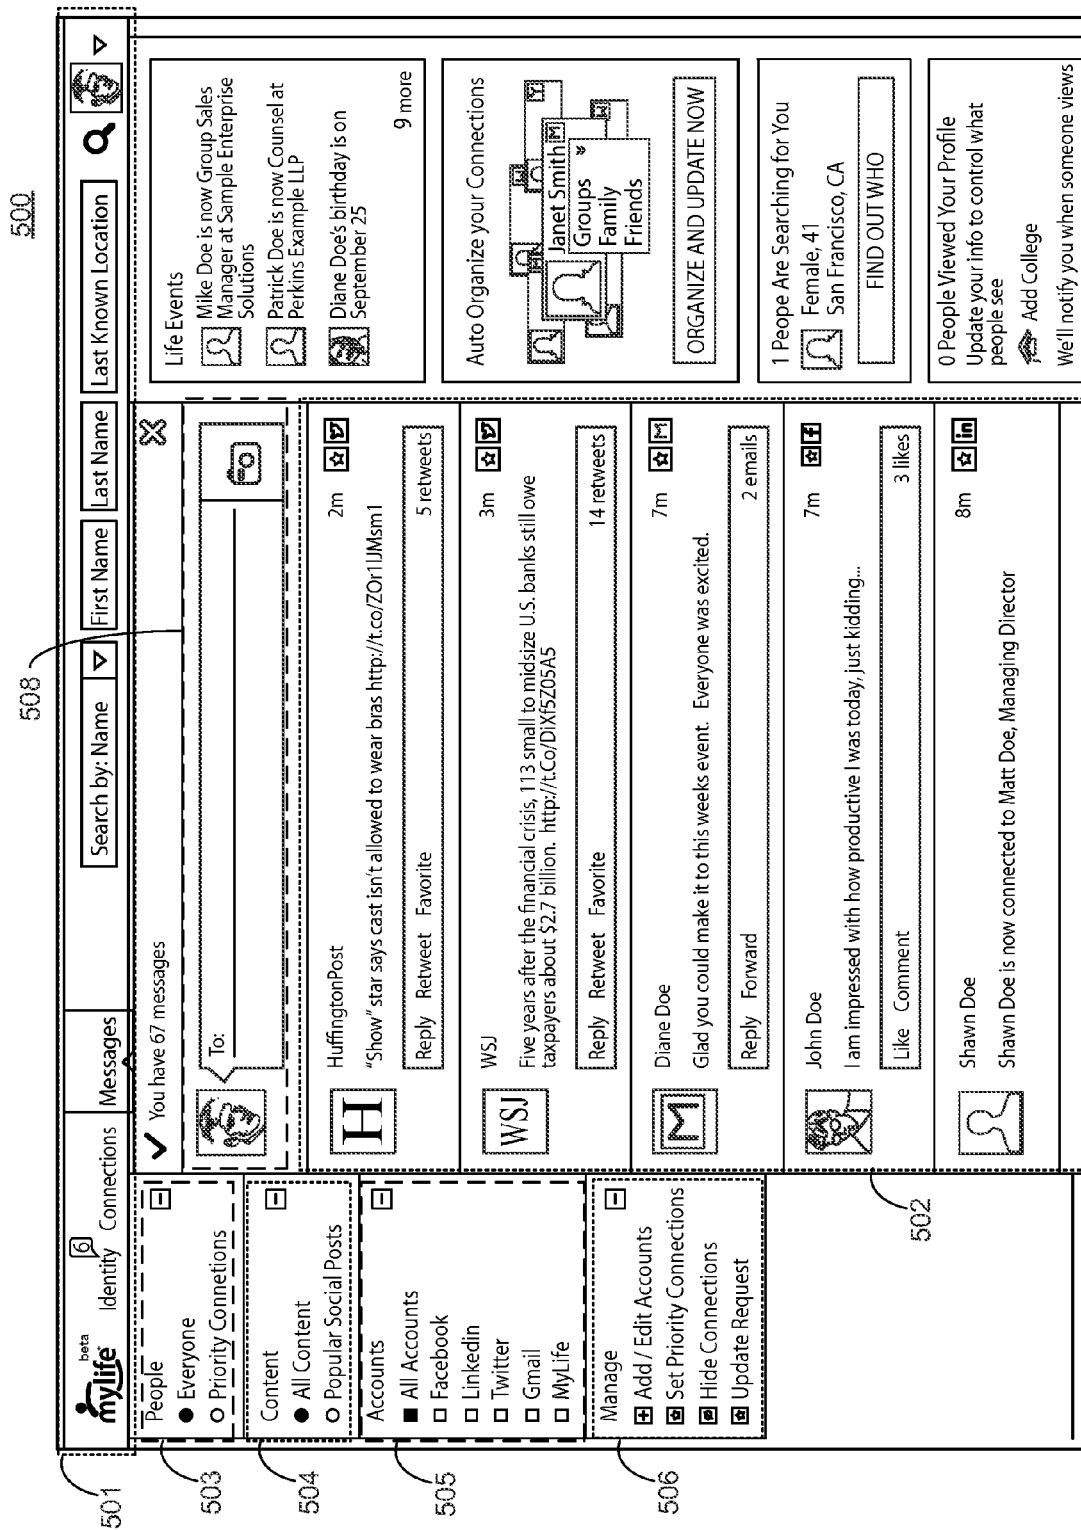 500
501
mylife beta
Identity 6
Connections
Messages
Search by: Name
First Name
Last Name
Last Known Location
508
503
People
Everyone
Priority Connetions
504
Content
All Content
Popular Social Posts
505
Accounts
All Accounts
Facebook
Linkedin
Twitter
Gmail
MyLife
506
Manage
Add / Edit Accounts
Set Priority Connections
Hide Connections
Update Request
You have 67 messages
To:
H
HuffingtonPost
2m
"Show" star says cast isn't allowed to wear bras http://t.co/ZOr1lJMsm1
Reply Retweet Favorite
5 retweets
WSJ
WSJ
3m
Five years after the financial crisis, 113 small to midsize U.S. banks still owe
taxpayers about $2.7 billion. http://t.Co/DiXf5Z05A5
Reply Retweet Favorite
14 retweets
M
Diane Doe
7m
M
Glad you could make it to this weeks event. Everyone was excited.
Reply Forward
2 emails
John Doe
7m
f
I am impressed with how productive I was today, just kidding...
Like Comment
3 likes
502
Shawn Doe
8m
in
Shawn Doe is now connected to Matt Doe, Managing Director
Life Events
Mike Doe is now Group Sales
Manager at Sample Enterprise
Solutions
Patrick Doe is now Counsel at
Perkins Example LLP
Diane Doe's birthday is on
September 25
9 more
Auto Organize your Connections
Janet Smith M
Groups
Family
Friends
Y
ORGANIZE AND UPDATE NOW
1 Peope Are Searching for You
Female, 41
San Francisco, CA
FIND OUT WHO
0 People Viewed Your Profile
Update your info to control what
people see
Add College
We'll notify you when someone views